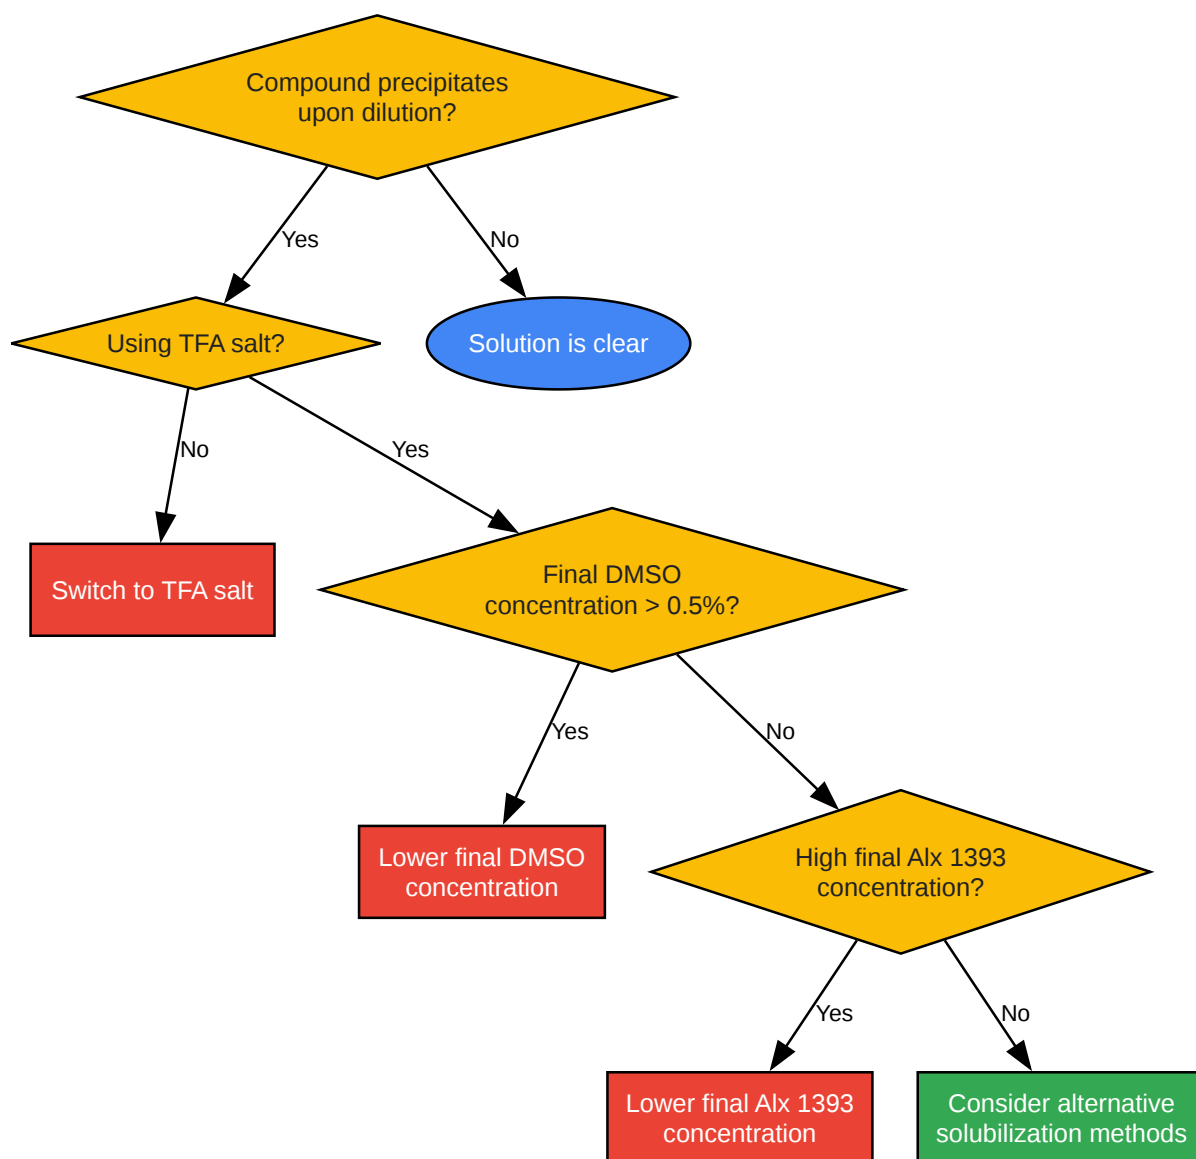 Compound precipitates
upon dilution?
Yes
No
Using TFA salt?
Solution is clear
No
Yes
Final DMSO
concentration > 0.5%?
Switch to TFA salt
Yes
No
Lower final DMSO
concentration
High final Alx 1393
concentration?
Yes
No
Lower final Alx 1393
concentration
Consider alternative
solubilization methods